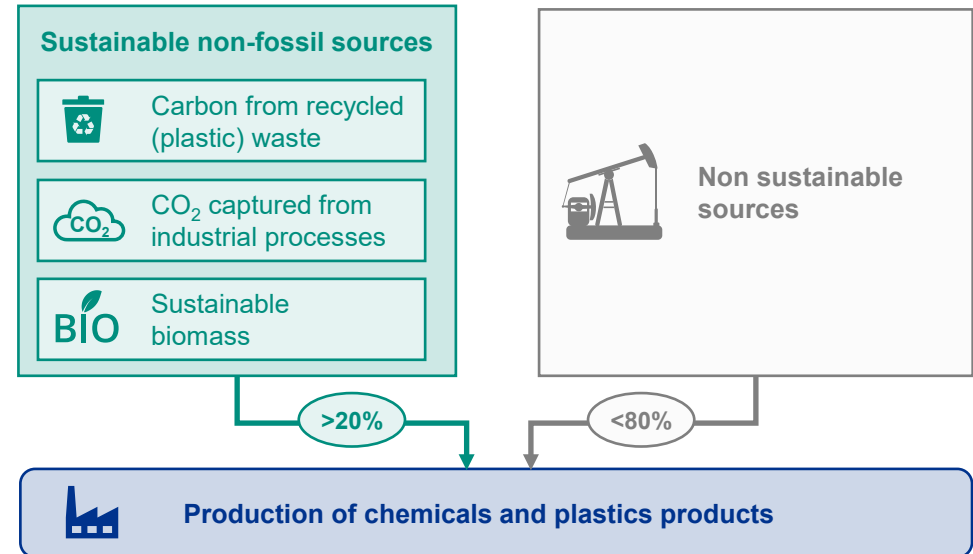 Sustainable non-fossil sources
Carbon from recycled
(plastic) waste
CO₂
CO₂ captured from
industrial processes
BIO
Sustainable
biomass
Non sustainable
sources
>20%
<80%
Production of chemicals and plastics products